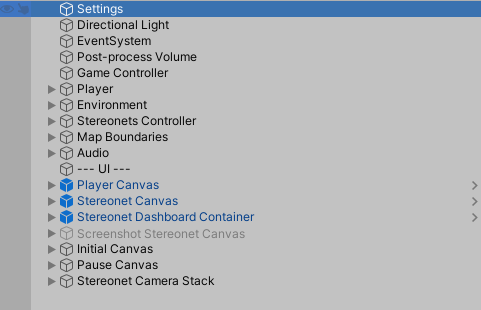 Settings
Directional Light
EventSystem
Post-process Volume
Game Controller
Player
Environment
Stereonets Controller
Map Boundaries
Audio
--- UI ---
Player Canvas
Stereonet Canvas
Stereonet Dashboard Container
Screenshot Stereonet Canvas
Initial Canvas
Pause Canvas
Stereonet Camera Stack